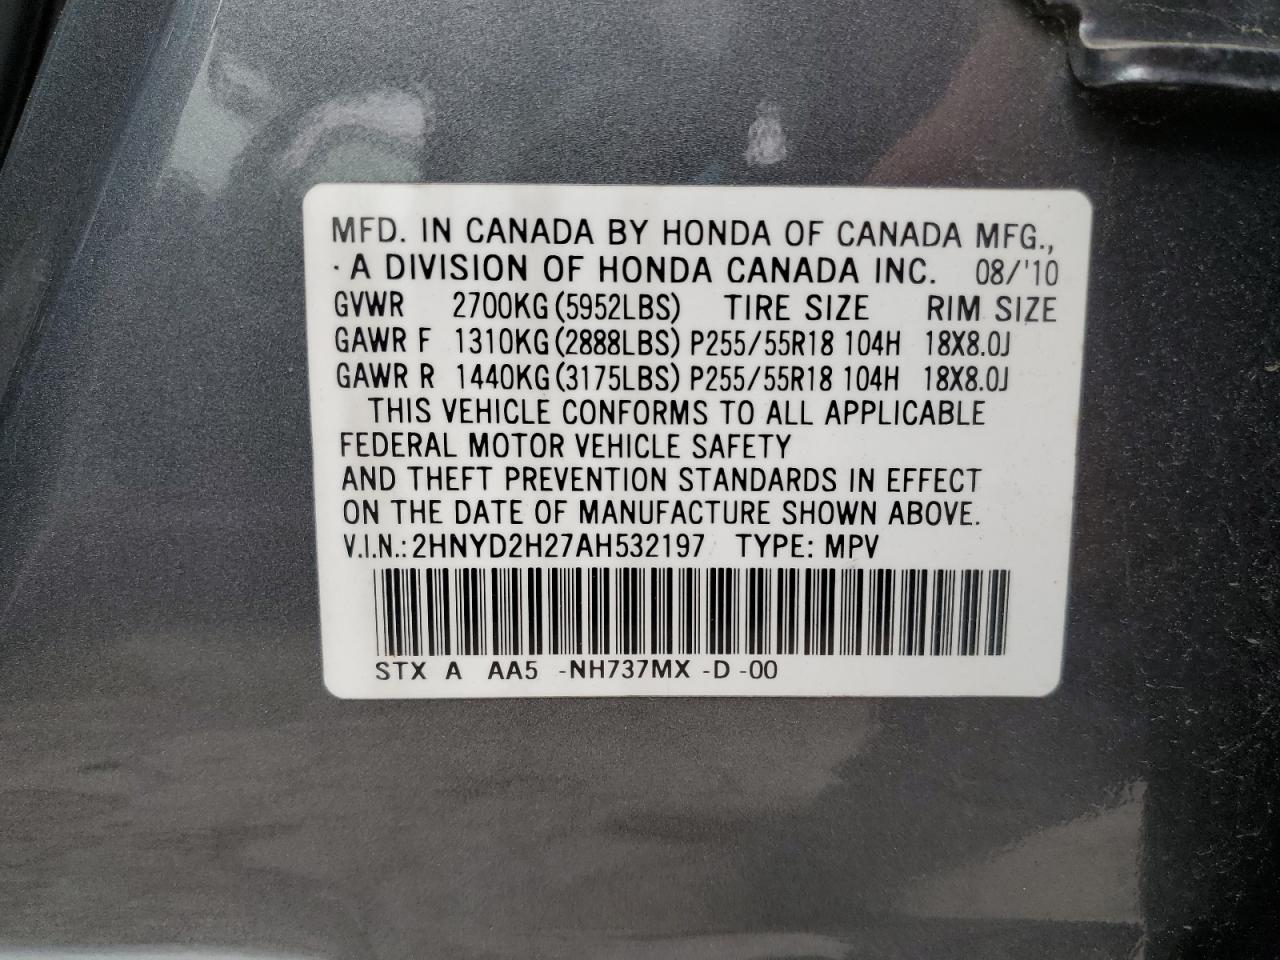 MFD. IN CANADA BY HONDA OF CANADA MFG.,
· A DIVISION OF HONDA CANADA INC. 08/'10
GVWR 2700KG (5952LBS) TIRE SIZE RIM SIZE
GAWR F 1310KG (2888LBS) P255/55R18 104H 18X8.0J
GAWR R 1440KG (3175LBS) P255/55R18 104H 18X8.0J
THIS VEHICLE CONFORMS TO ALL APPLICABLE
FEDERAL MOTOR VEHICLE SAFETY
AND THEFT PREVENTION STANDARDS IN EFFECT
ON THE DATE OF MANUFACTURE SHOWN ABOVE.
V.I.N.: 2HNYD2H27AH532197 TYPE: MPV
STX A AA5 -NH737MX -D -00